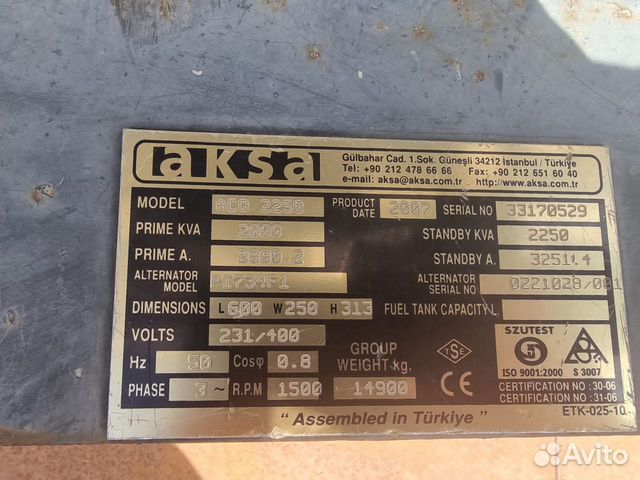 aksa
Gülbahar Cad. 1.Sok. Güneşli 34212 İstanbul / Türkiye
Tel: +90 212 478 66 66 Fax: +90 212 651 60 40
e-mail: aksa@aksa.com.tr http://www.aksa.com.tr
MODEL ACQ 2250 PRODUCT DATE 2007 SERIAL NO 33170529
PRIME KVA 2000 STANDBY KVA 2250
PRIME A. 2890.2 STANDBY A. 3251.4
ALTERNATOR MODEL PI734F1 ALTERNATOR SERIAL NO 0221028/001
DIMENSIONS L600 W250 H313 FUEL TANK CAPACITY L.
VOLTS 231/400
Hz 50 Cosφ 0.8 GROUP WEIGHT kg. 14900
PHASE 3 ~ R.P.M 1500
TSE
CE
SZUTEST
ISO 9001:2000 S 3007
CERTIFICATION NO :30-06
CERTIFICATION NO :31-06
" Assembled in Türkiye "
ETK-025-10
Avito